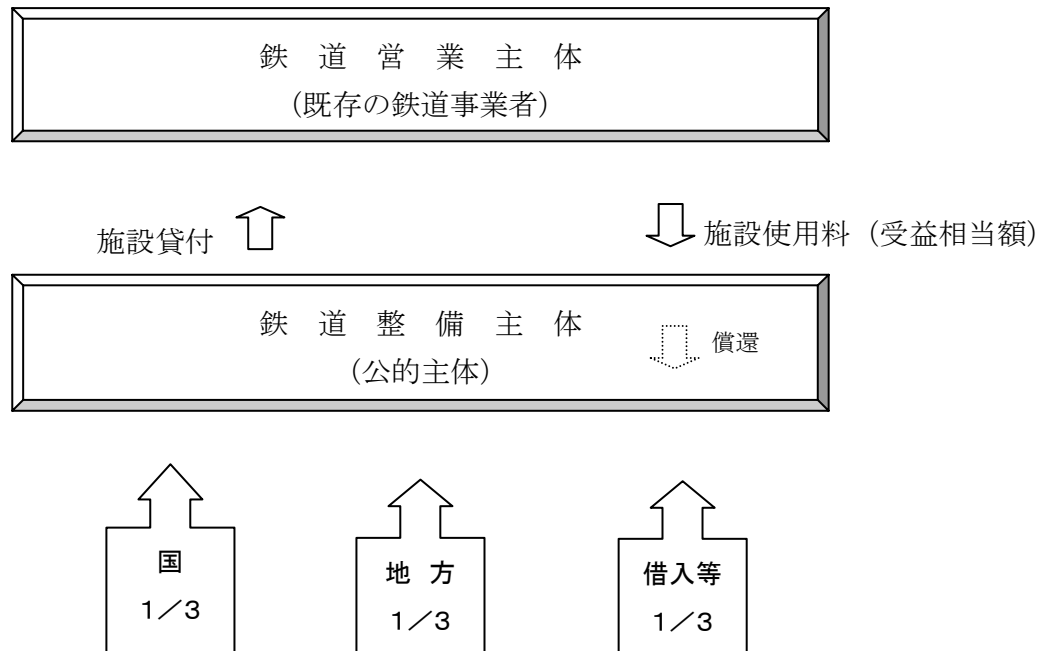 鉄道営業主体
(既存の鉄道事業者)
施設貸付
施設使用料（受益相当額）
鉄道整備主体
(公的主体)
償還
国
1／3
地方
1／3
借入等
1／3